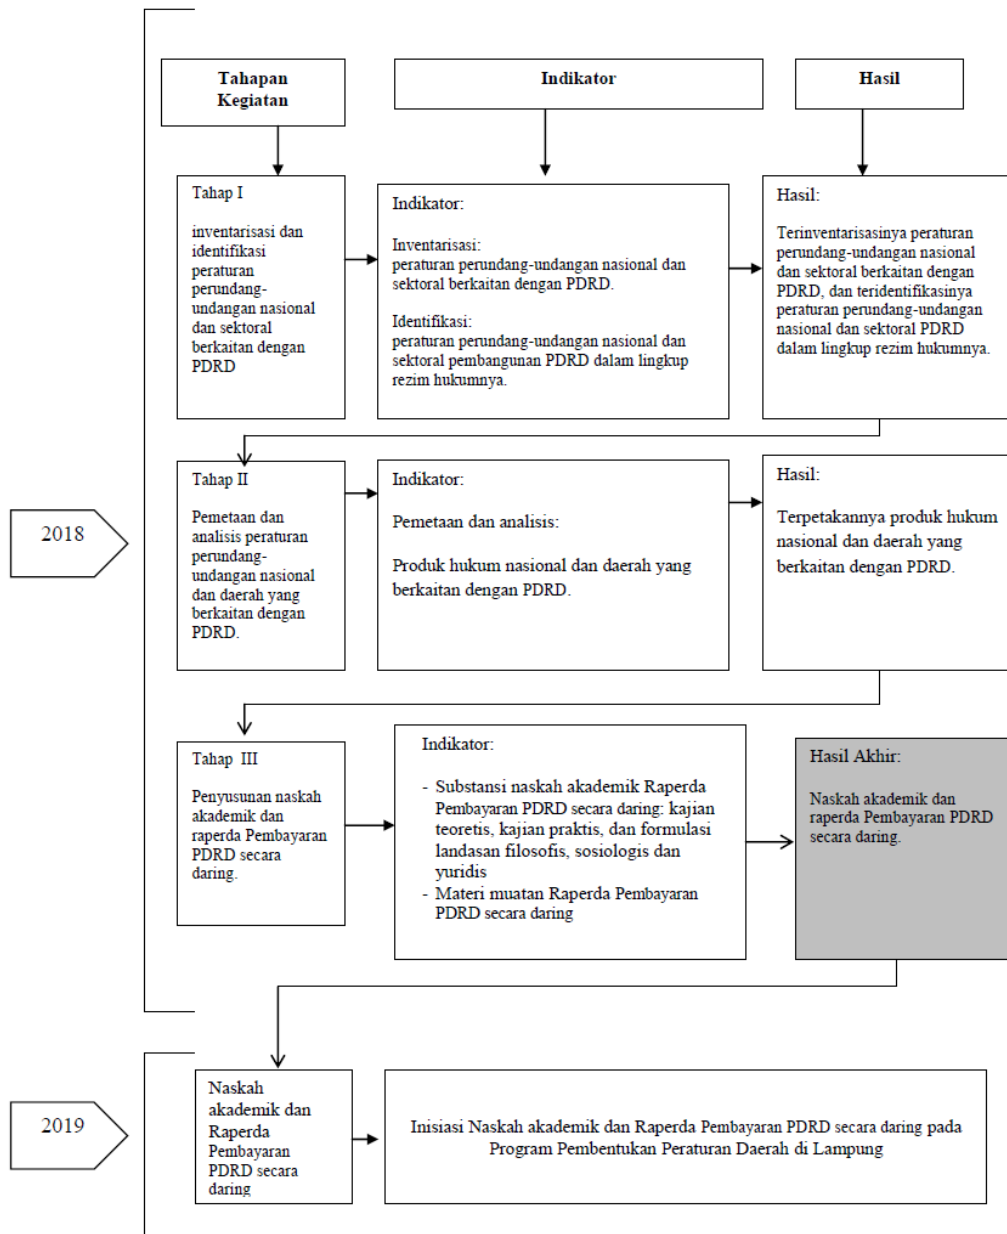 Tahapan
Kegiatan
Indikator
Hasil
Tahap I
inventarisasi dan
identifikasi
peraturan
perundang-
undangan nasional
dan sektoral
berkaitan dengan
PDRD
Indikator:
Inventarisasi:
peraturan perundang-undangan nasional dan
sektoral berkaitan dengan PDRD.
Identifikasi:
peraturan perundang-undangan nasional dan
sektoral pembangunan PDRD dalam lingkup
rezim hukumnya.
Hasil:
Terinventarisasinya peraturan
perundang-undangan nasional
dan sektoral berkaitan dengan
PDRD, dan teridentifikasinya
peraturan perundang-undangan
nasional dan sektoral PDRD
dalam lingkup rezim hukumnya.
2018
Tahap II
Pemetaan dan
analisis peraturan
perundang-
undangan nasional
dan daerah yang
berkaitan dengan
PDRD.
Indikator:
Pemetaan dan analisis:
Produk hukum nasional dan daerah yang
berkaitan dengan PDRD.
Hasil:
Terpetakannya produk hukum
nasional dan daerah yang
berkaitan dengan PDRD.
Tahap III
Penyusunan naskah
akademik dan
raperda Pembayaran
PDRD secara
daring.
Indikator:
- Substansi naskah akademik Raperda
Pembayaran PDRD secara daring: kajian
teoretis, kajian praktis, dan formulasi
landasan filosofis, sosiologis dan
yuridis
- Materi muatan Raperda Pembayaran
PDRD secara daring
Hasil Akhir:
Naskah akademik dan
raperda Pembayaran PDRD
secara daring.
2019
Naskah
akademik dan
Raperda
Pembayaran
PDRD secara
daring
Inisiasi Naskah akademik dan Raperda Pembayaran PDRD secara daring pada
Program Pembentukan Peraturan Daerah di Lampung